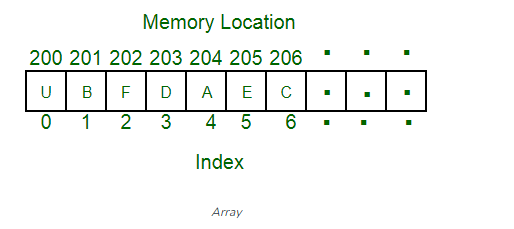 Memory Location
200 201 202 203 204 205 206 . . .
U B F D A E C . . .
0 1 2 3 4 5 6 . . .
Index
Array